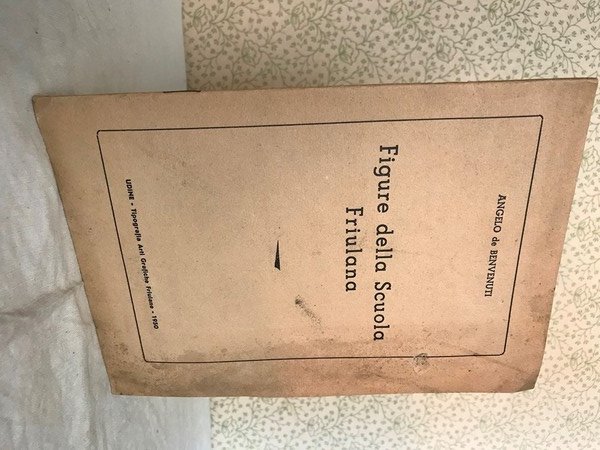 ANGELO de BENVENUTI
Figure della Scuola
Friulana
UDINE - Tipografia Arti Grafiche Friulane - 1950